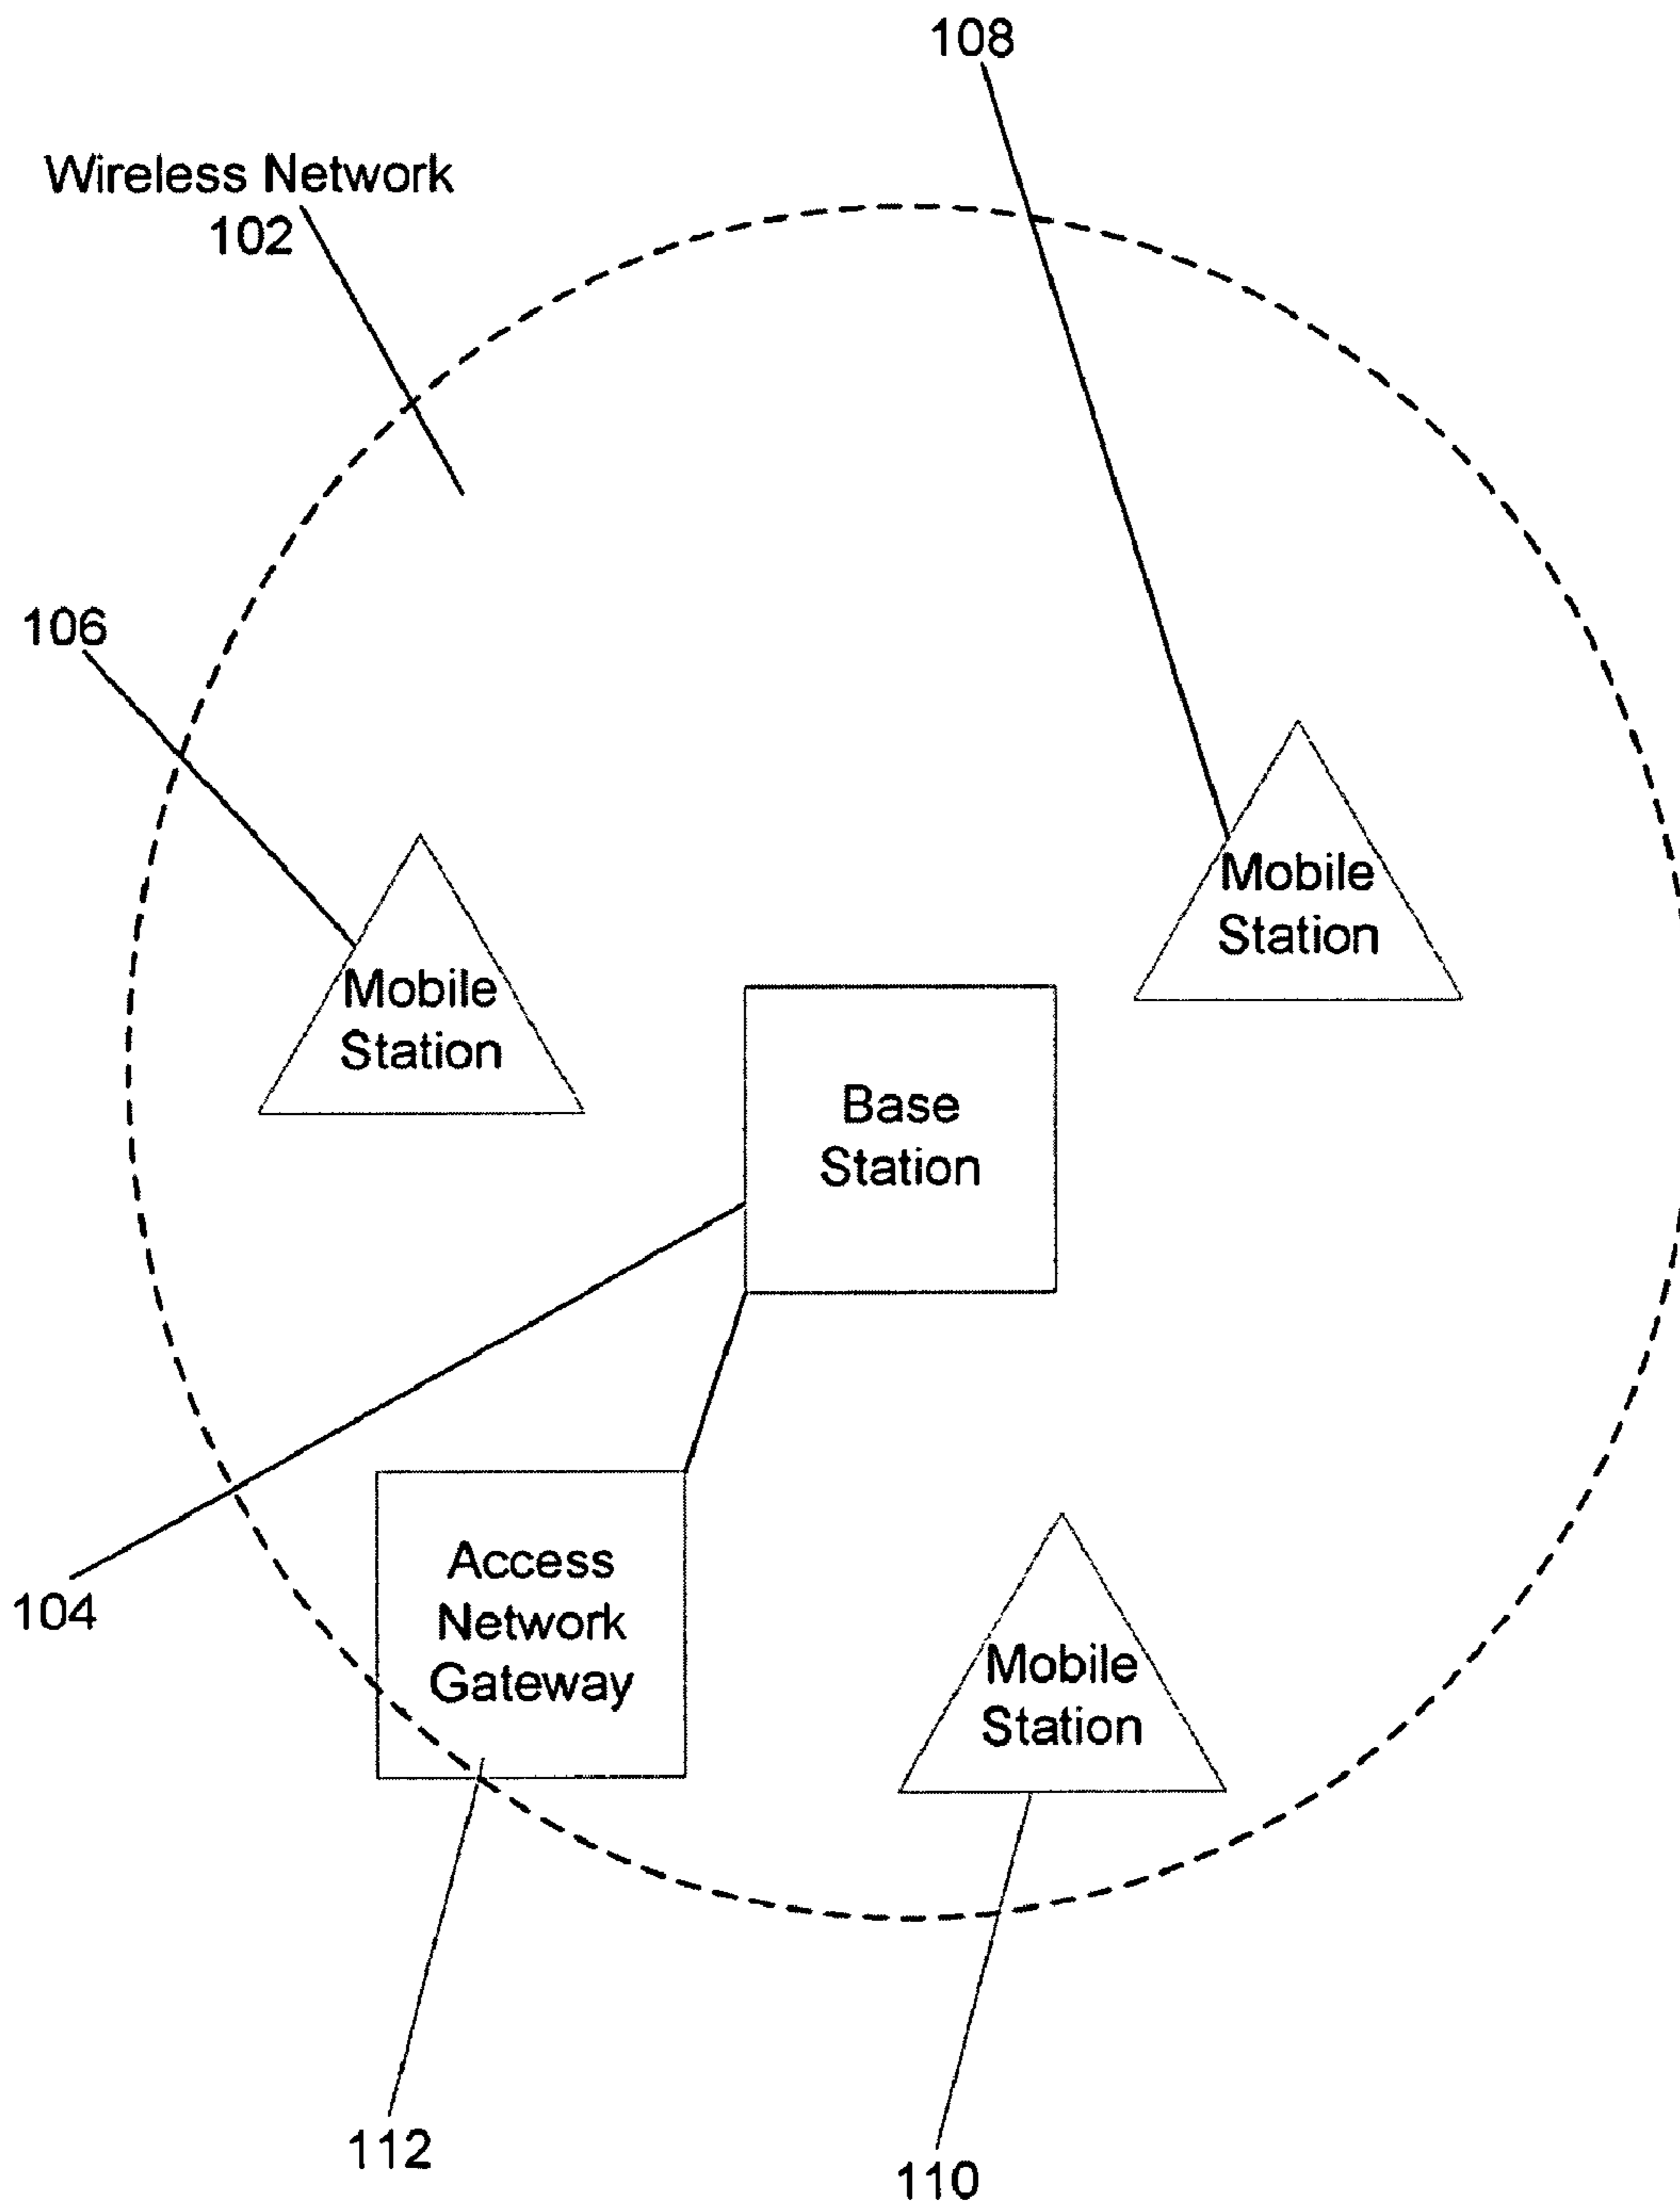 108
Wireless Network
102
106
Mobile
Station
Mobile
Station
Base
Station
104
Access
Network
Gateway
Mobile
Station
112
110